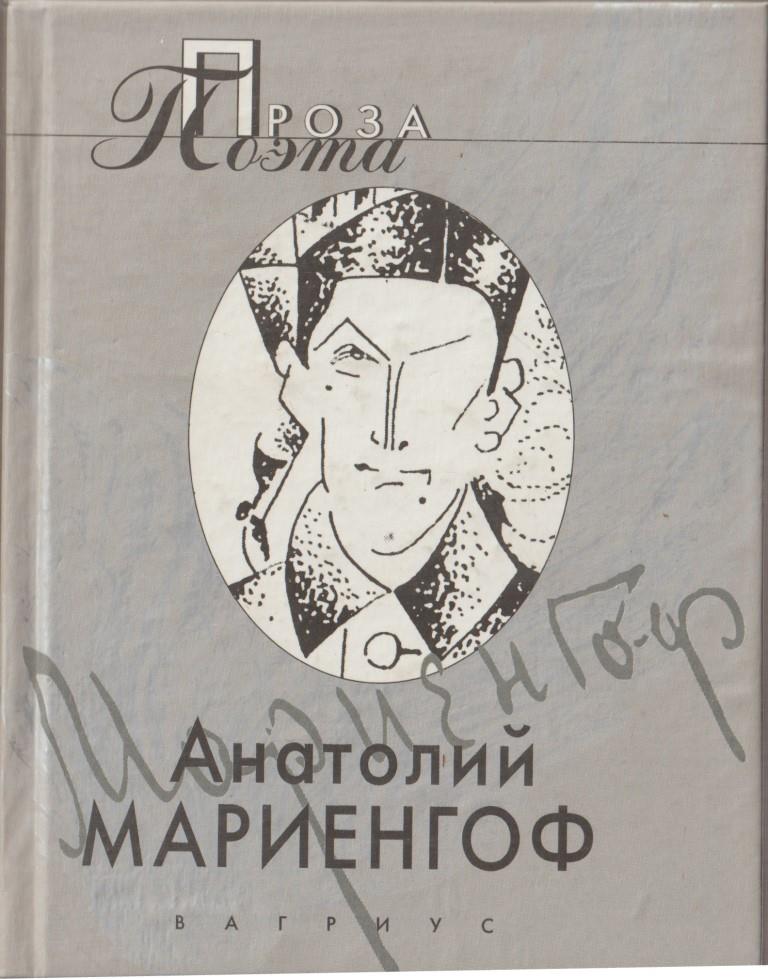 ПРОЗА
Поэта
Мариенгоф
Анатолий
МАРИЕНГОФ
ВАГРИУС